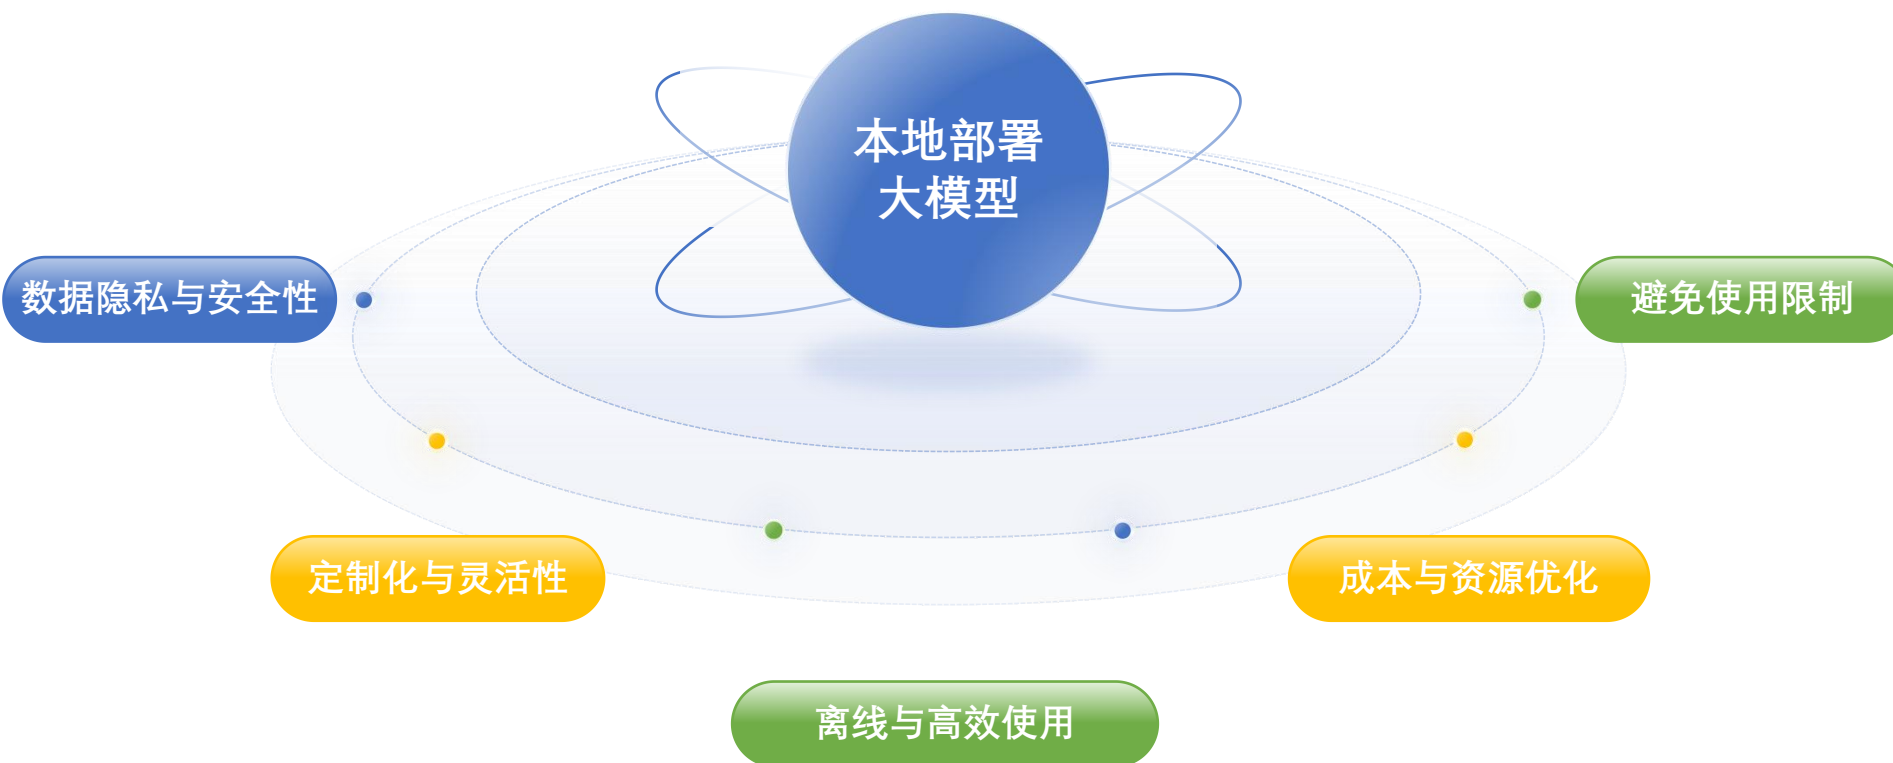 本地部署
大模型
数据隐私与安全性
避免使用限制
定制化与灵活性
成本与资源优化
离线与高效使用